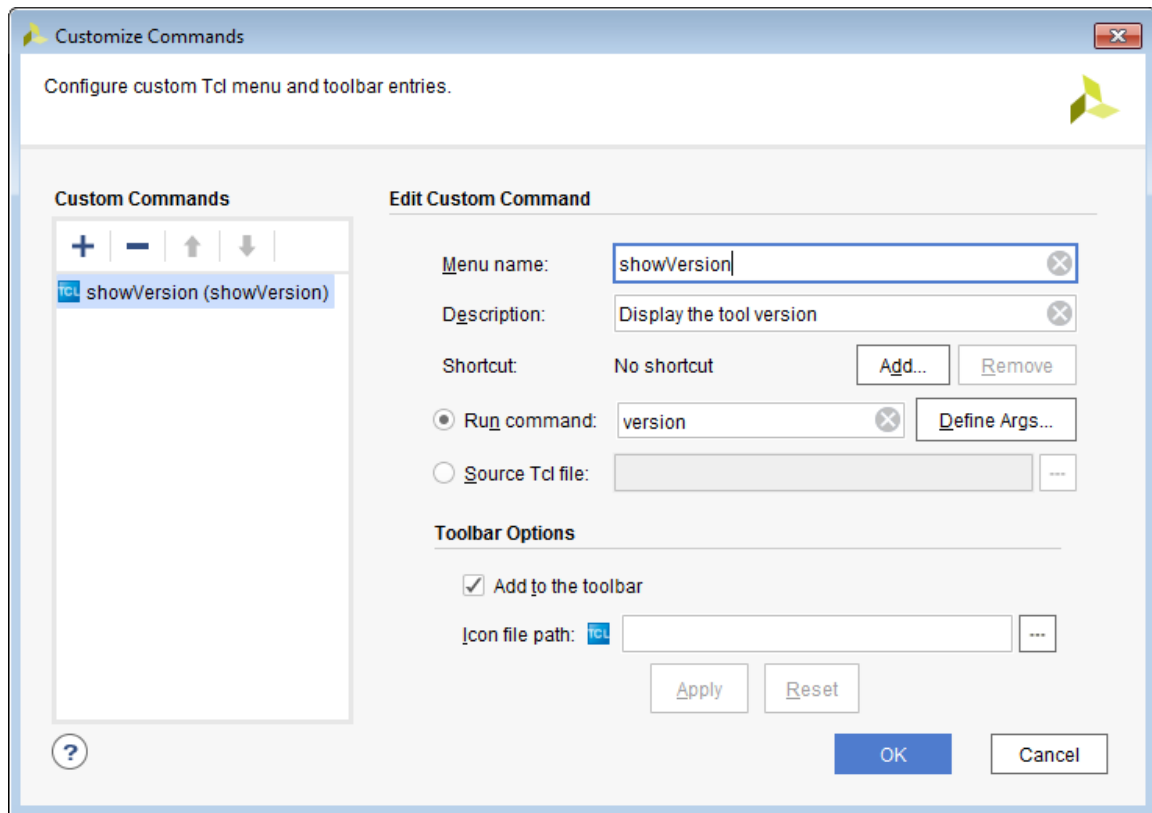 Customize Commands
Configure custom Tcl menu and toolbar entries.
Custom Commands
TCL showVersion (showVersion)
Edit Custom Command
Menu name: showVersion
Description: Display the tool version
Shortcut: No shortcut Add... Remove
Run command: version Define Args...
Source Tcl file: ...
Toolbar Options
Add to the toolbar
Icon file path: TCL ...
Apply Reset
?
OK Cancel